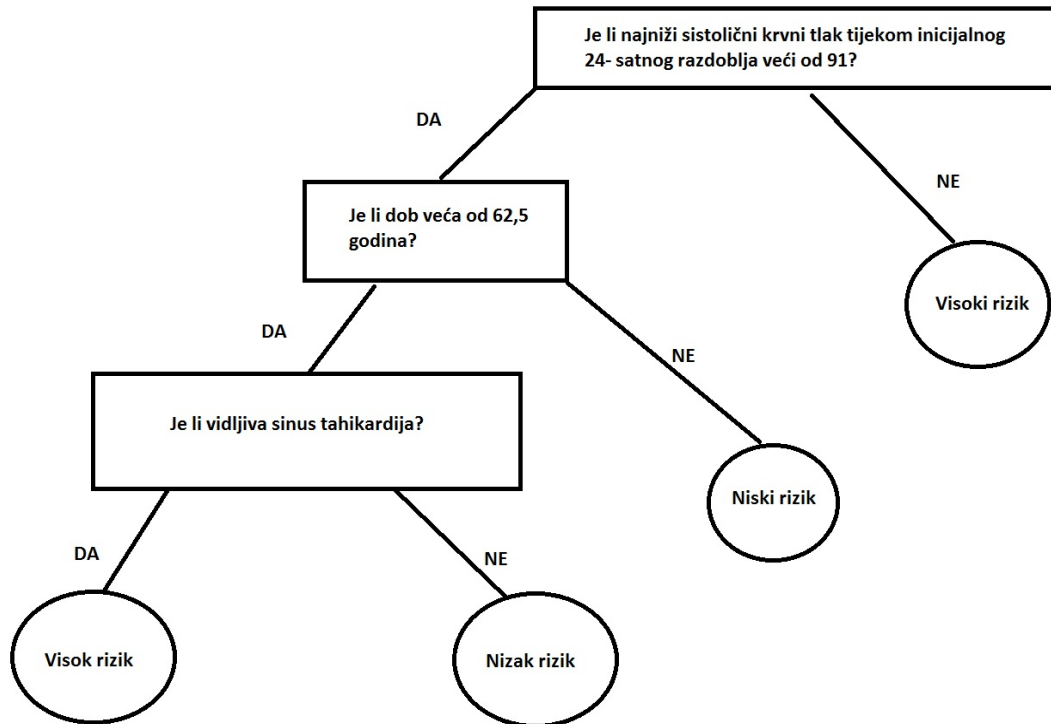 Je li najniži sistolični krvni tlak tijekom inicijalnog
24- satnog razdoblja veći od 91?
DA
NE
Je li dob veća od 62,5
godina?
Visoki rizik
DA
NE
Je li vidljiva sinus tahikardija?
Niski rizik
DA
NE
Visok rizik
Nizak rizik